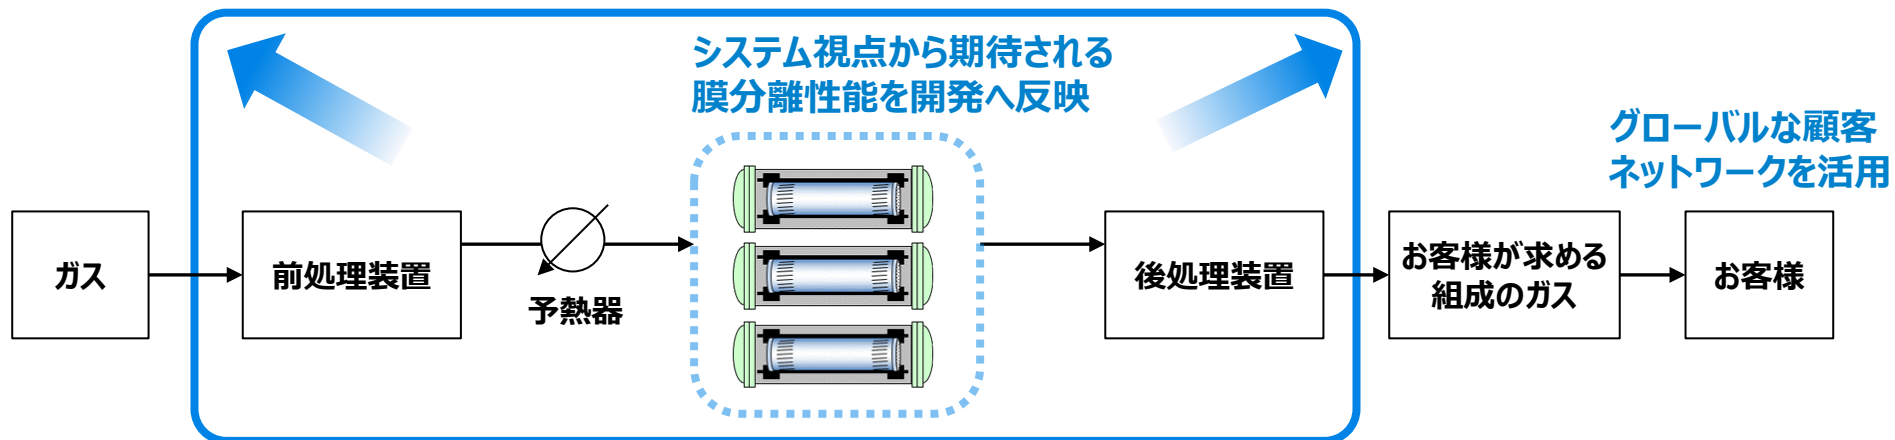 システム視点から期待される
膜分離性能を開発へ反映
グローバルな顧客
ネットワークを活用
ガス
前処理装置
予熱器
後処理装置
お客様が求める
組成のガス
お客様